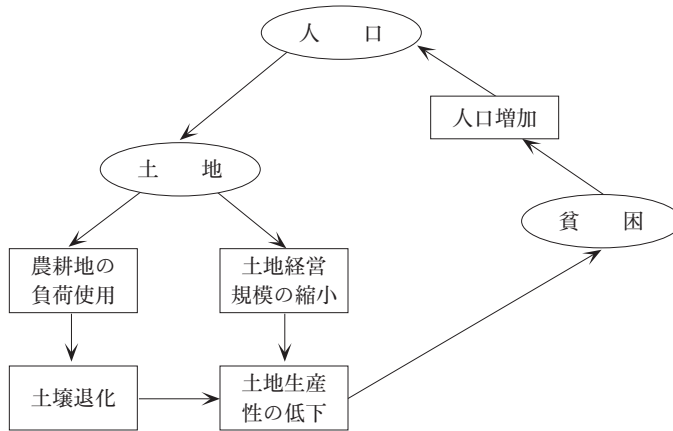 人　口
人口増加
土　地
貧　困
農耕地の
負荷使用
土地経営
規模の縮小
土壌退化
土地生産
性の低下